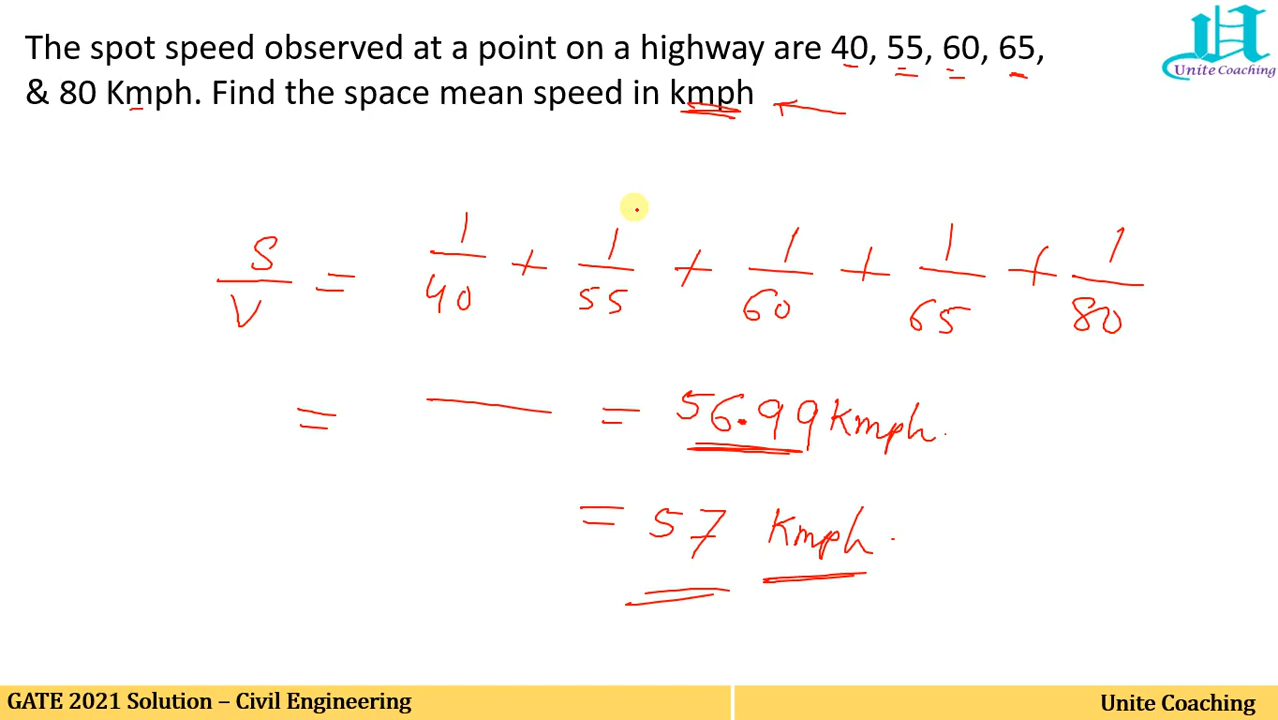 The spot speed observed at a point on a highway are 40, 55, 60, 65,
& 80 Kmph. Find the space mean speed in kmph
Unite Coaching
S/V = 1/40 + 1/55 + 1/60 + 1/65 + 1/80
= —— = 56.99 Kmph.
= 57 Kmph.
GATE 2021 Solution – Civil Engineering
Unite Coaching